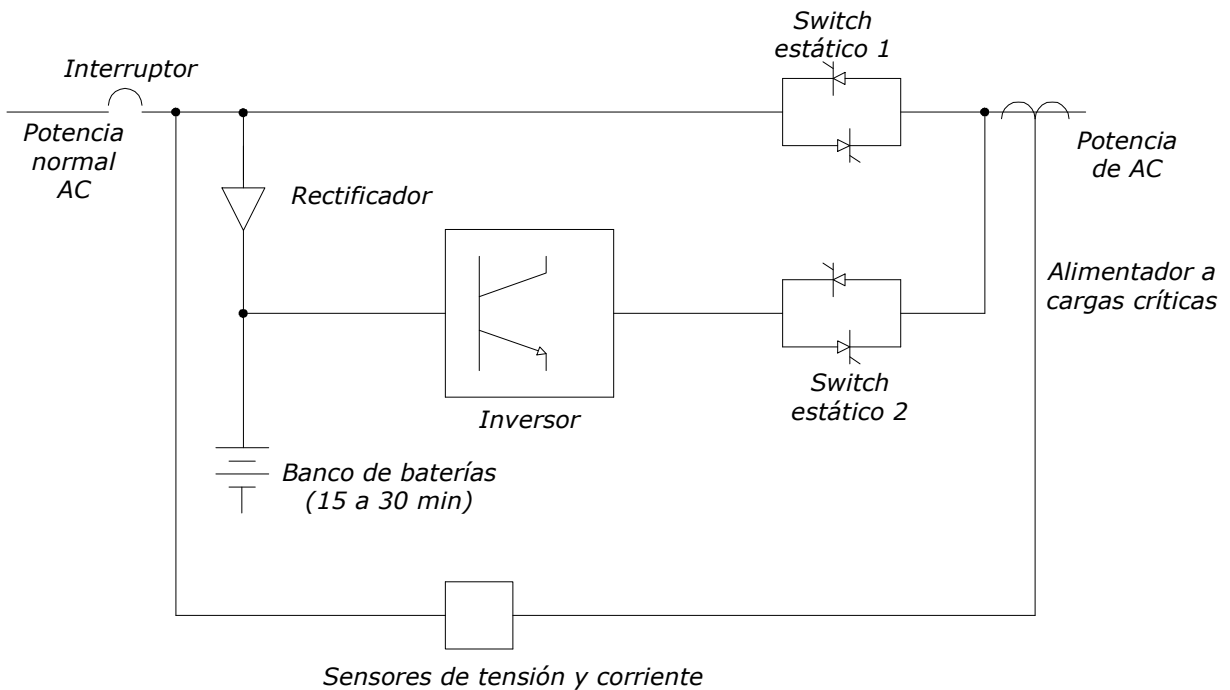 Switch
estático 1
Interruptor
Potencia
normal
AC
Potencia
de AC
Rectificador
Alimentador a
cargas críticas
Switch
estático 2
Inversor
Banco de baterías
(15 a 30 min)
Sensores de tensión y corriente